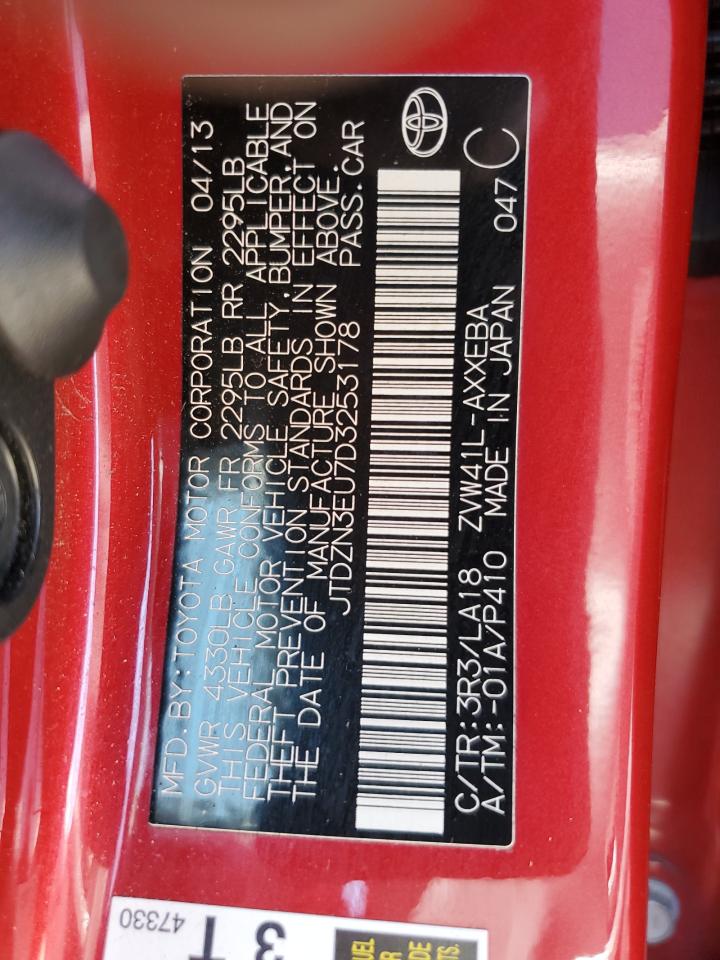 MFD.BY:TOYOTA MOTOR CORPORATION 04/13
GVWR 4330LB GAWR FR 2295LB RR 2295LB
THIS VEHICLE CONFORMS TO ALL APPLICABLE
FEDERAL MOTOR VEHICLE SAFETY,BUMPER,AND
THEFT PREVENTION STANDARDS IN EFFECT ON
THE DATE OF MANUFACTURE SHOWN ABOVE.
JTDZN3EU7D3253178 PASS.CAR
C/TR:3R3/LA18 ZVW41L-AXXEBA
A/TM:-01A/P410 MADE IN JAPAN 047 C
47330
3